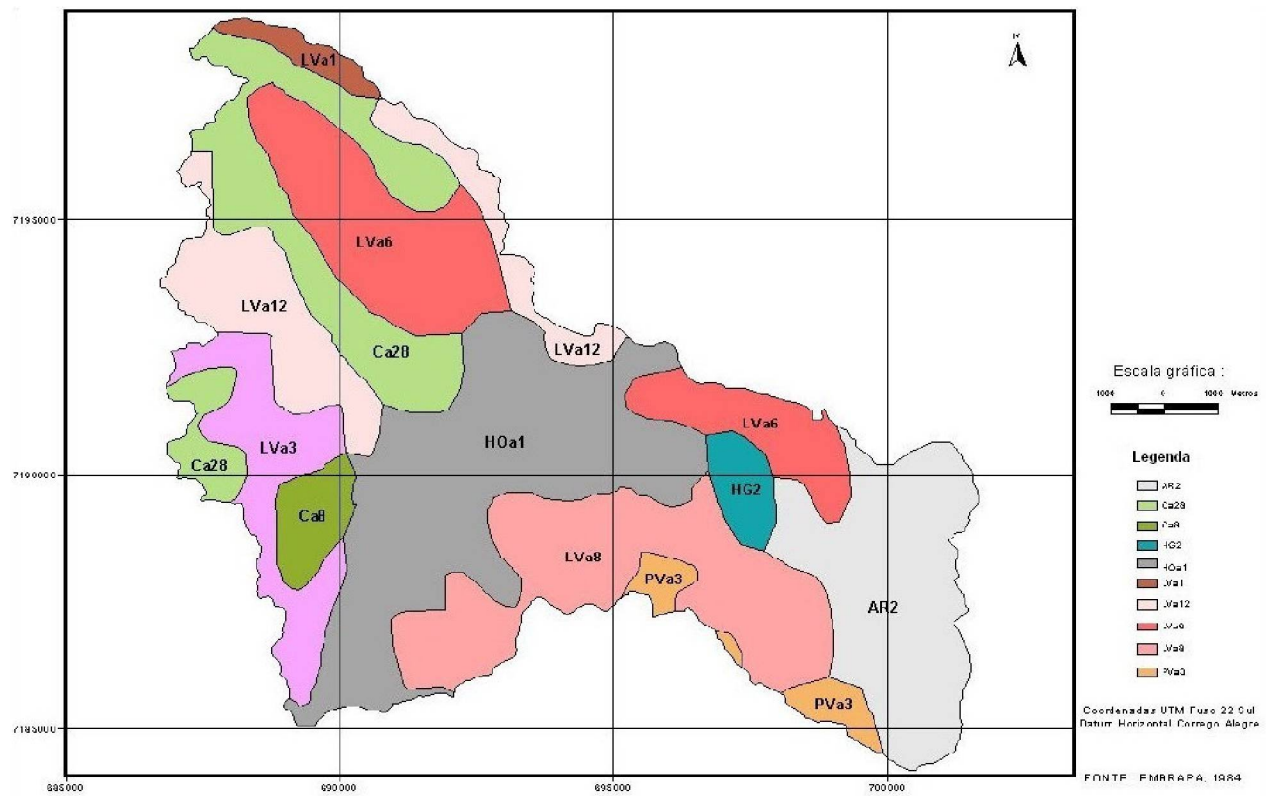 N
LVa1
7195000
LVa6
LVa12
Ca28
LVa12
LVa6
LVa3
HOa1
Ca28
7190000
HG2
Ca8
LVa8
PVa3
AR2
PVa3
7185000
685000
690000
695000
700000
Escala gráfica :
1000 0 1000 Metros
Legenda
AR2
Ca28
Ca8
HG2
HOa1
LVa1
LVa12
LVa6
LVa8
PVa3
Coordenadas UTM Fuso 22 Sul
Datum Horizontal Corrego Alegre
FONTE EMBRAPA, 1984